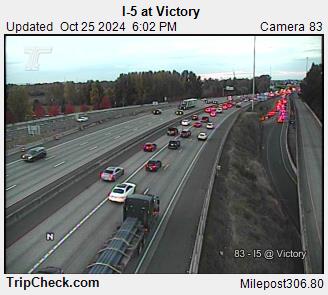 I-5 at Victory
Updated Oct 25 2024 6:02 PM Camera 83
N
83 - I5 @ Victory
TripCheck.com Milepost306.80